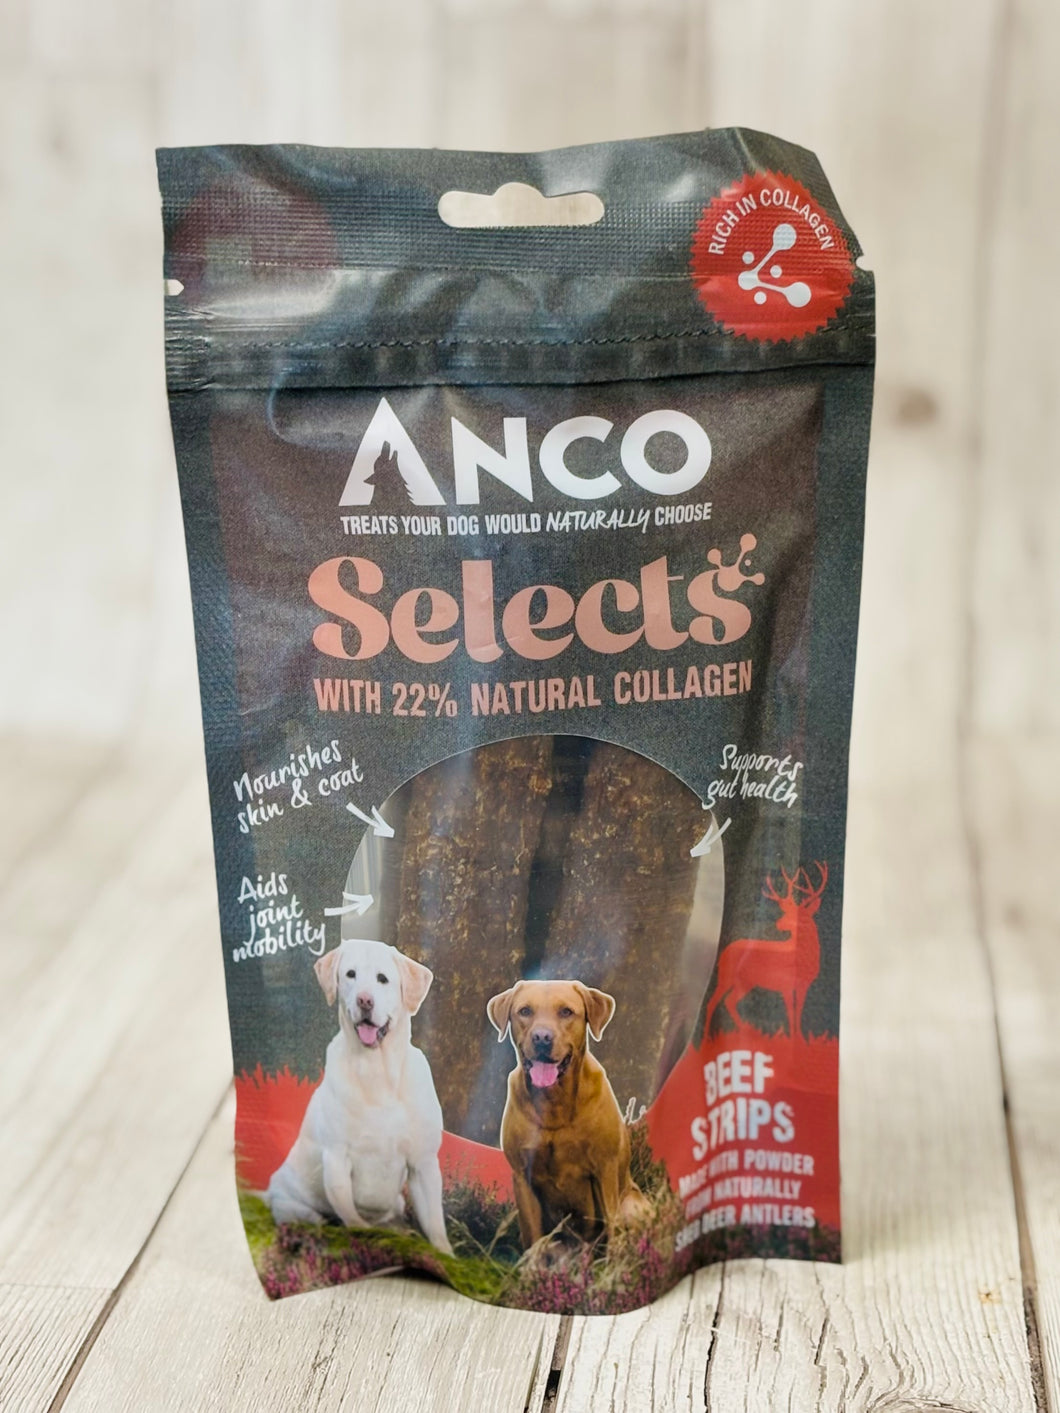 RICH IN COLLAGEN
ANCO
TREATS YOUR DOG WOULD NATURALLY CHOOSE
Selects
WITH 22% NATURAL COLLAGEN
Nourishes
skin & coat
Supports
gut health
Aids
joint
mobility
BEEF
STRIPS
MADE WITH POWDER
FROM NATURALLY
SHED DEER ANTLERS